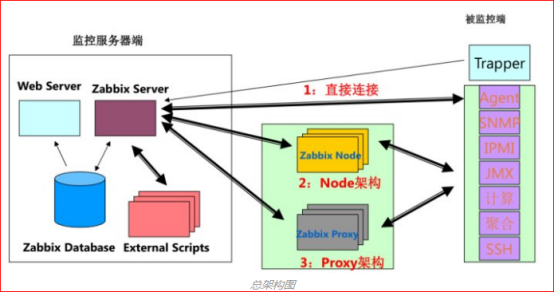 被监控端
监控服务器端
Trapper
Web Server
Zabbix Server
1：直接连接
Agent
SNMP
IPMI
JMX
计算
聚合
SSH
Zabbix Node
2：Node架构
Zabbix Proxy
3：Proxy架构
Zabbix Database
External Scripts
总架构图